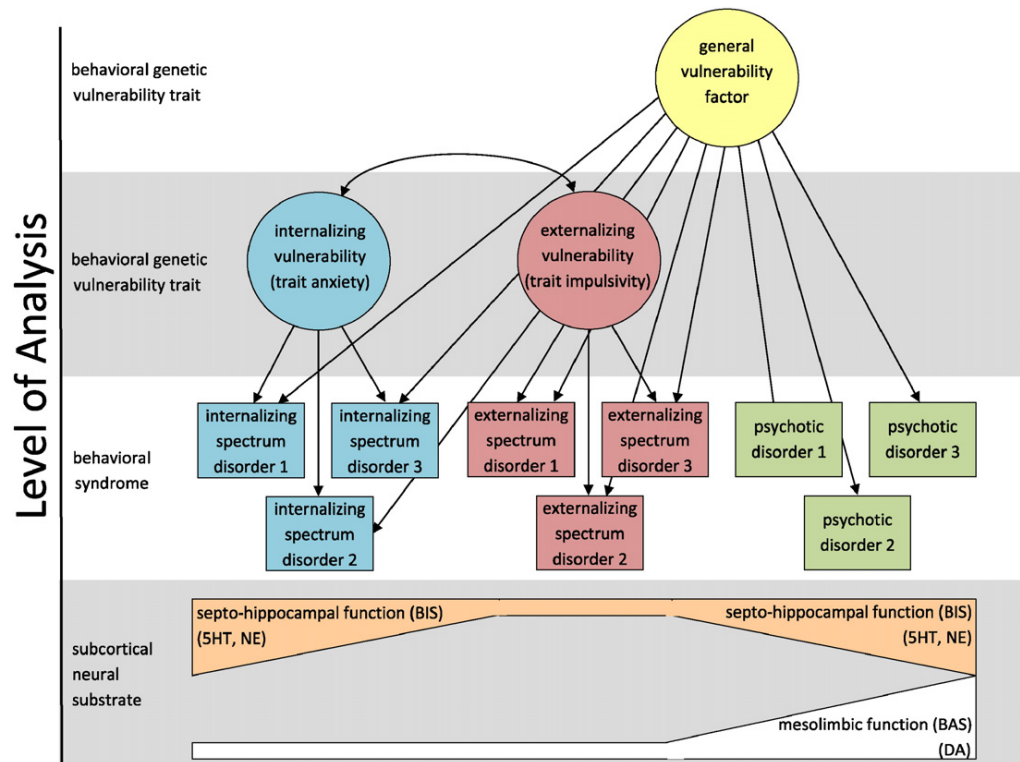 Level of Analysis
behavioral genetic
vulnerability trait
general
vulnerability
factor
behavioral genetic
vulnerability trait
internalizing
vulnerability
(trait anxiety)
externalizing
vulnerability
(trait impulsivity)
behavioral
syndrome
internalizing
spectrum
disorder 1
internalizing
spectrum
disorder 3
externalizing
spectrum
disorder 1
externalizing
spectrum
disorder 3
psychotic
disorder 1
psychotic
disorder 3
internalizing
spectrum
disorder 2
externalizing
spectrum
disorder 2
psychotic
disorder 2
subcortical
neural
substrate
septo-hippocampal function (BIS)
(5HT, NE)
septo-hippocampal function (BIS)
(5HT, NE)
mesolimbic function (BAS)
(DA)